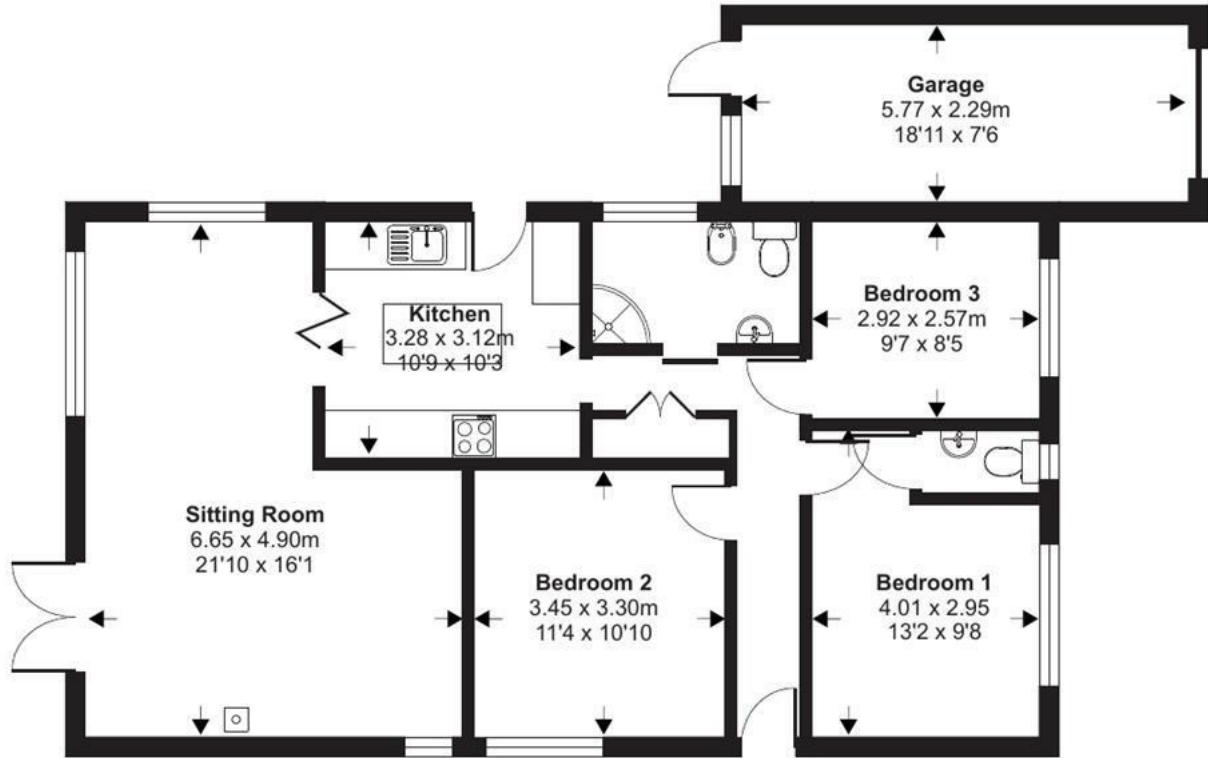 Garage
5.77 x 2.29m
18'11 x 7'6
Kitchen
3.28 x 3.12m
10'9 x 10'3
Bedroom 3
2.92 x 2.57m
9'7 x 8'5
Sitting Room
6.65 x 4.90m
21'10 x 16'1
Bedroom 2
3.45 x 3.30m
11'4 x 10'10
Bedroom 1
4.01 x 2.95
13'2 x 9'8